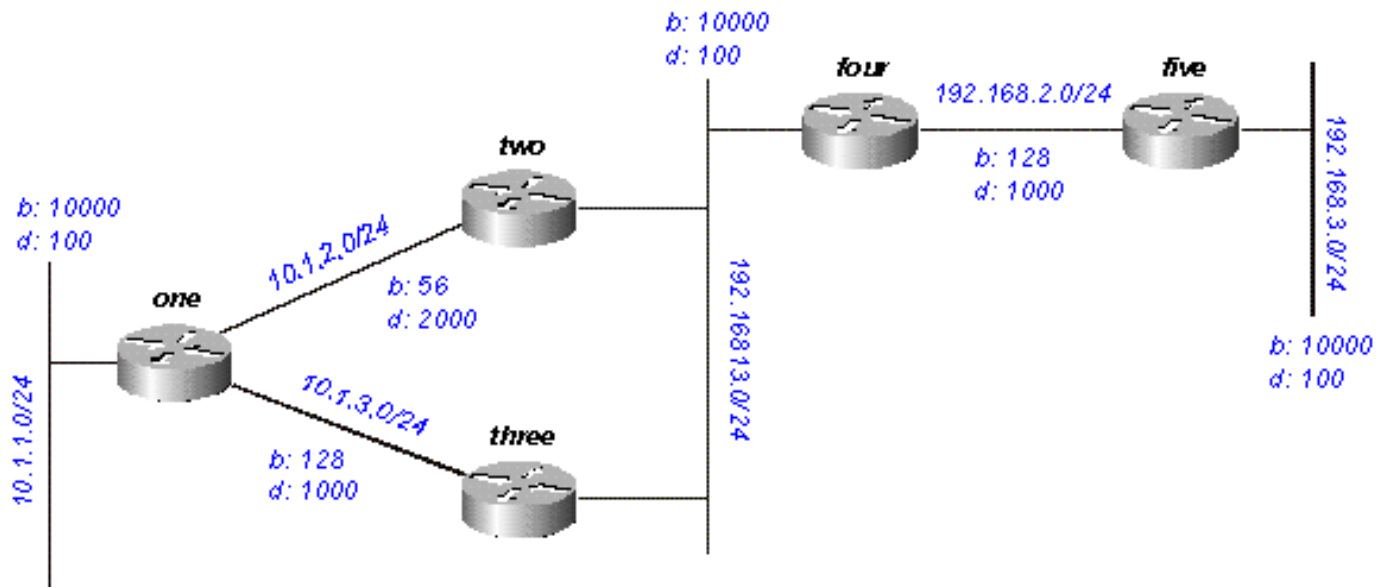 b: 10000
d: 100
four
five
192.168.2.0/24
b: 128
d: 1000
192.168.3.0/24
b: 10000
d: 100
two
b: 10000
d: 100
10.1.2.0/24
b: 56
d: 2000
one
10.1.1.0/24
10.1.3.0/24
b: 128
d: 1000
three
192.16813.0/24